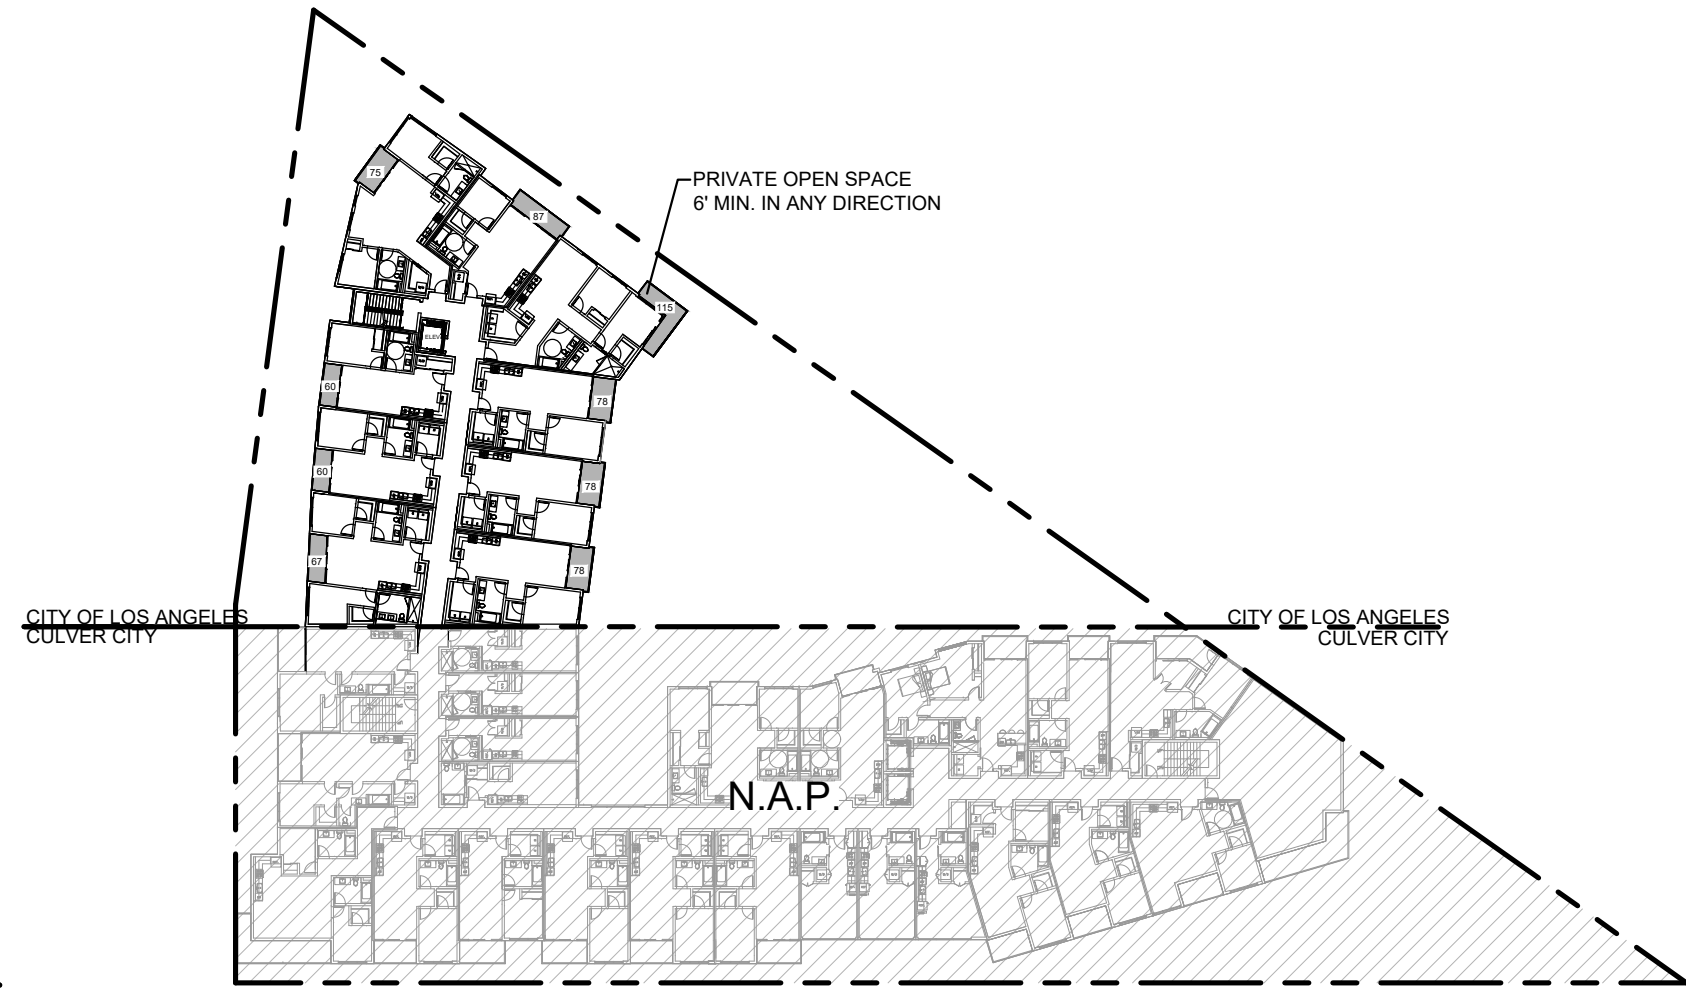 75
PRIVATE OPEN SPACE
6' MIN. IN ANY DIRECTION
87
115
ELEV.
60
78
60
78
67
78
CITY OF LOS ANGELES
CULVER CITY
CITY OF LOS ANGELES
CULVER CITY
N.A.P.